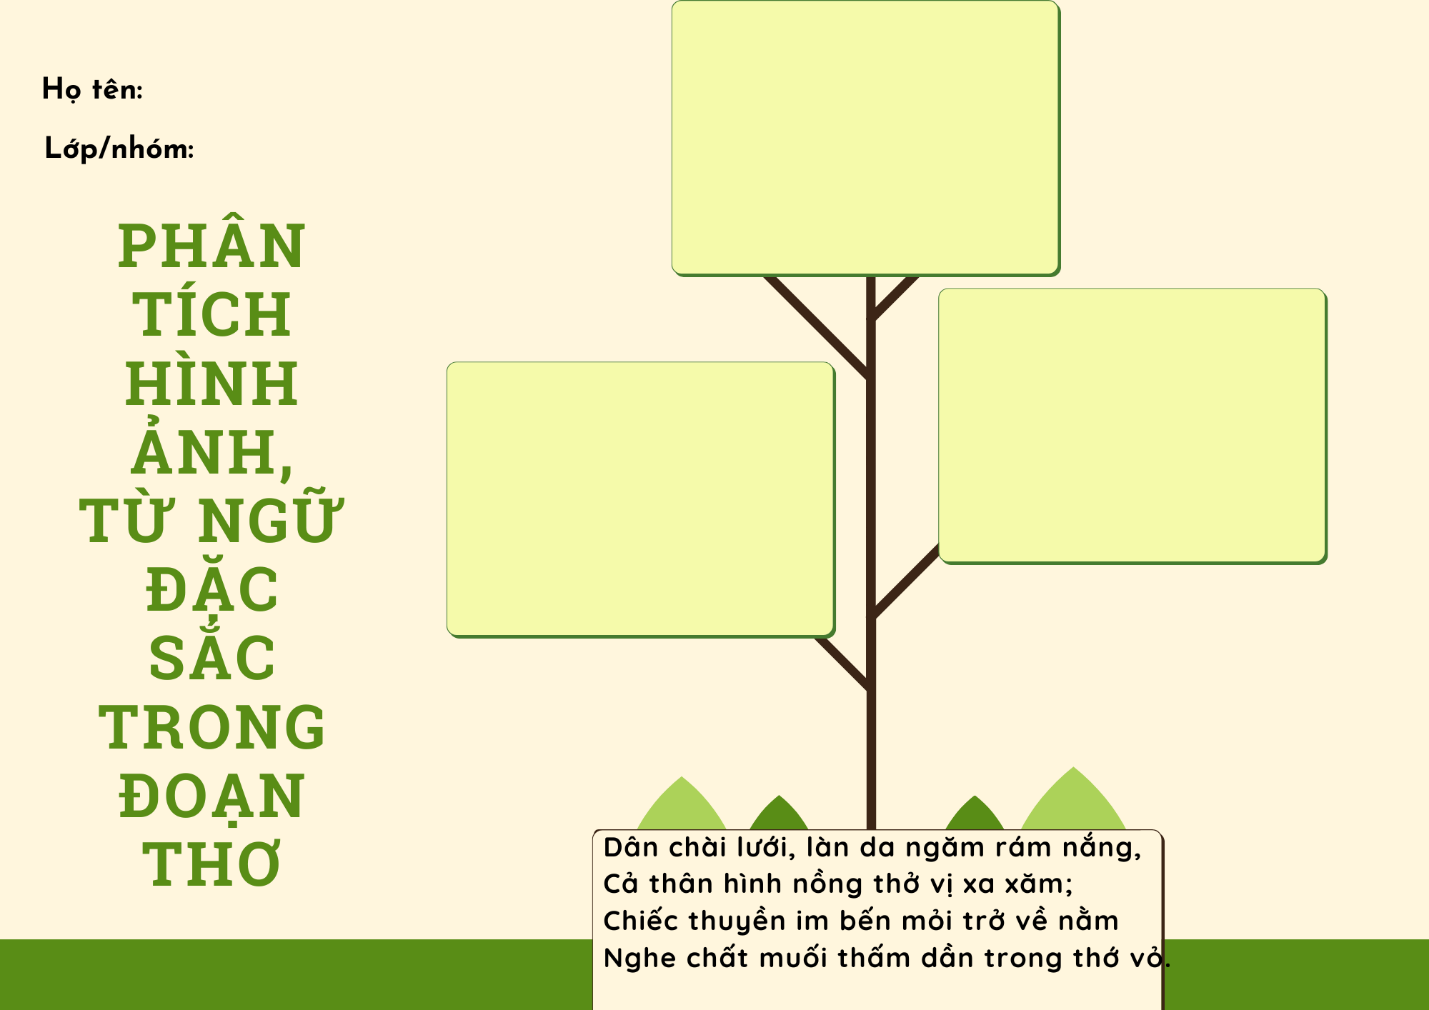 Họ tên:
Lớp/nhóm:
PHÂN
TÍCH
HÌNH
ẢNH,
TỪ NGỮ
ĐẶC
SẮC
TRONG
ĐOẠN
THƠ
Dân chài lưới, làn da ngăm rám nắng,
Cả thân hình nồng thở vị xa xăm;
Chiếc thuyền im bến mỏi trở về nằm
Nghe chất muối thấm dần trong thớ vỏ.